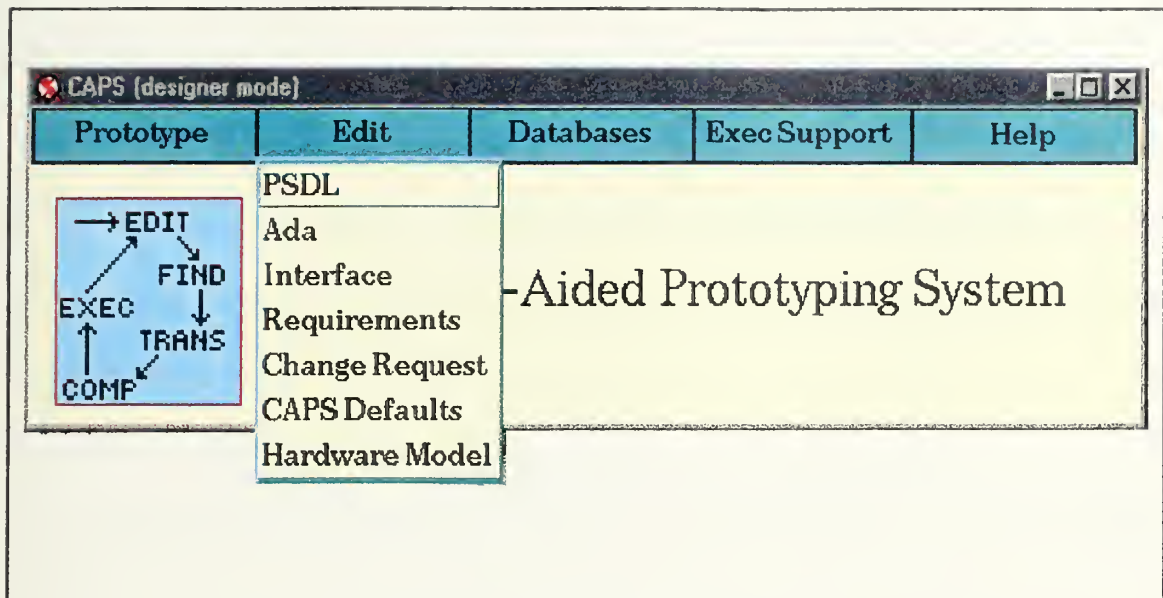 CAPS (designer mode)
Prototype Edit Databases Exec Support Help
PSDL
Ada
Interface
Requirements
Change Request
CAPS Defaults
Hardware Model
EDIT
FIND
TRANS
COMP
EXEC
-Aided Prototyping System